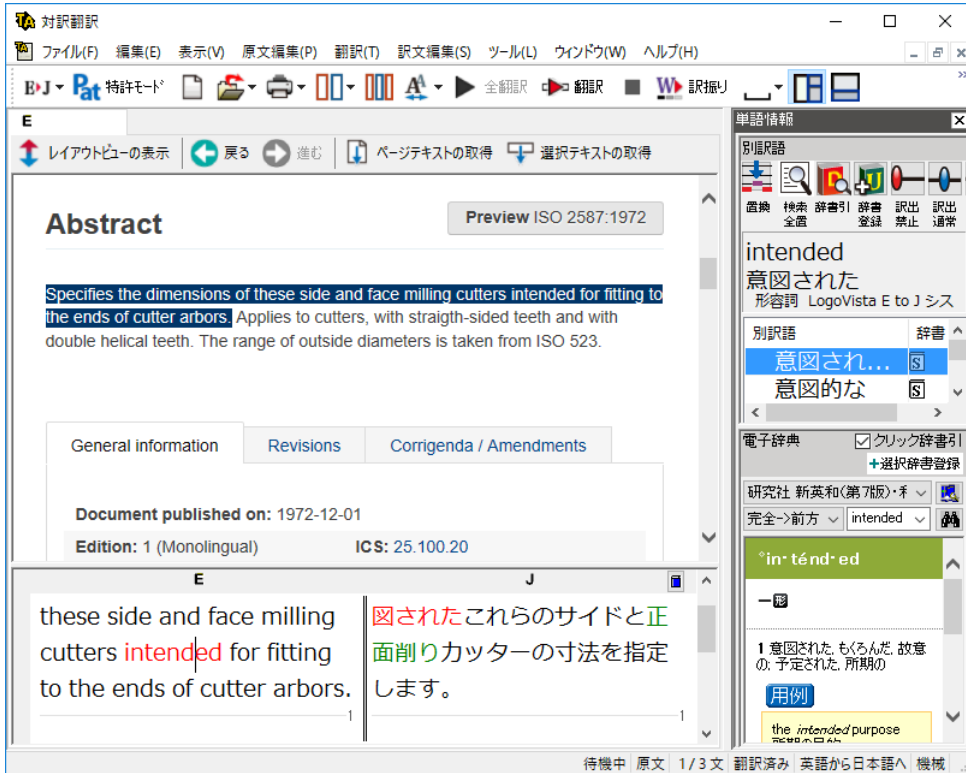 対訳翻訳
ファイル(F) 編集(E) 表示(V) 原文編集(P) 翻訳(T) 訳文編集(S) ツール(L) ウィンドウ(W) ヘルプ(H)
E▸J Pat 特許モード 全翻訳 翻訳 W 訳振り
E
レイアウトビューの表示 戻る 進む ページテキストの取得 選択テキストの取得
Abstract
Preview ISO 2587:1972
Specifies the dimensions of these side and face milling cutters intended for fitting to
the ends of cutter arbors. Applies to cutters, with straigth-sided teeth and with
double helical teeth. The range of outside diameters is taken from ISO 523.
General information Revisions Corrigenda / Amendments
Document published on: 1972-12-01
Edition: 1 (Monolingual) ICS: 25.100.20
E J
these side and face milling
cutters intended for fitting
to the ends of cutter arbors.
1
図されたこれらのサイドと正
面削りカッターの寸法を指定
します。
1
単語情報
別訳語
置換 検索全置 辞書引 辞書登録 訳出禁止 訳出通常
intended
意図された
形容詞 LogoVista E to J シス
別訳語 辞書
意図され... S
意図的な S
電子辞典 クリック辞書引
+選択辞書登録
研究社 新英和(第7版)・
完全->前方 intended
°in·ténd·ed
一形
1 意図された, もくろんだ, 故意
の; 予定された, 所期の
用例
the intended purpose
所期の目的
待機中 原文 1/3文 翻訳済み 英語から日本語へ 機械